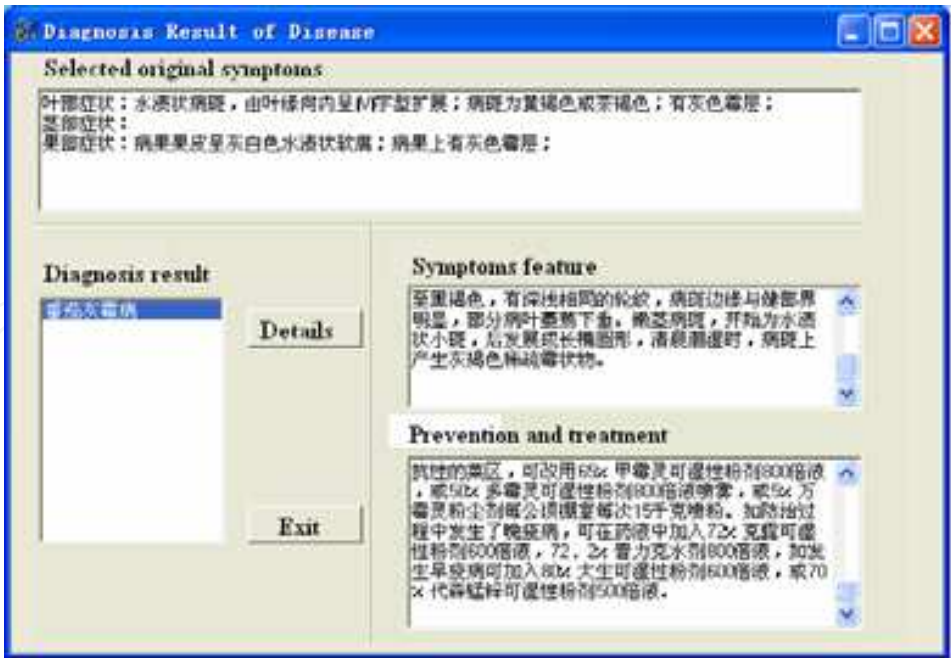 Diagnosis Result of Disease
Selected original symptoms
叶部症状：水渍状病斑，由叶缘向内呈"V"字型扩展；病斑为黄褐色或茶褐色；有灰色霉层；
茎部症状：
果部症状：病果果皮呈灰白色水渍状软腐；病果上有灰色霉层；
Diagnosis result
番茄灰霉病
Details
Exit
Symptoms feature
至黑褐色，有深浅相间的轮纹，病斑边缘与健部界
明显，部分病叶萎蔫下垂。嫩茎病斑，开始为水渍
状小斑，后发展成长椭圆形，清晨潮湿时，病斑上
产生灰褐色稀疏霉状物。
Prevention and treatment
抗性的菜区，可改用65% 甲霉灵可湿性粉剂800倍液
，或50% 多霉灵可湿性粉剂800倍液喷雾，或5% 万
霉灵粉尘剂每公顷棚室每次15千克喷粉。如防治过
程中发生了晚疫病，可在药液中加入72% 克露可湿
性粉剂600倍液，72．2% 普力克水剂800倍液，如发
生早疫病可加入80% 大生可湿性粉剂600倍液，或70
% 代森锰锌可湿性粉剂500倍液。